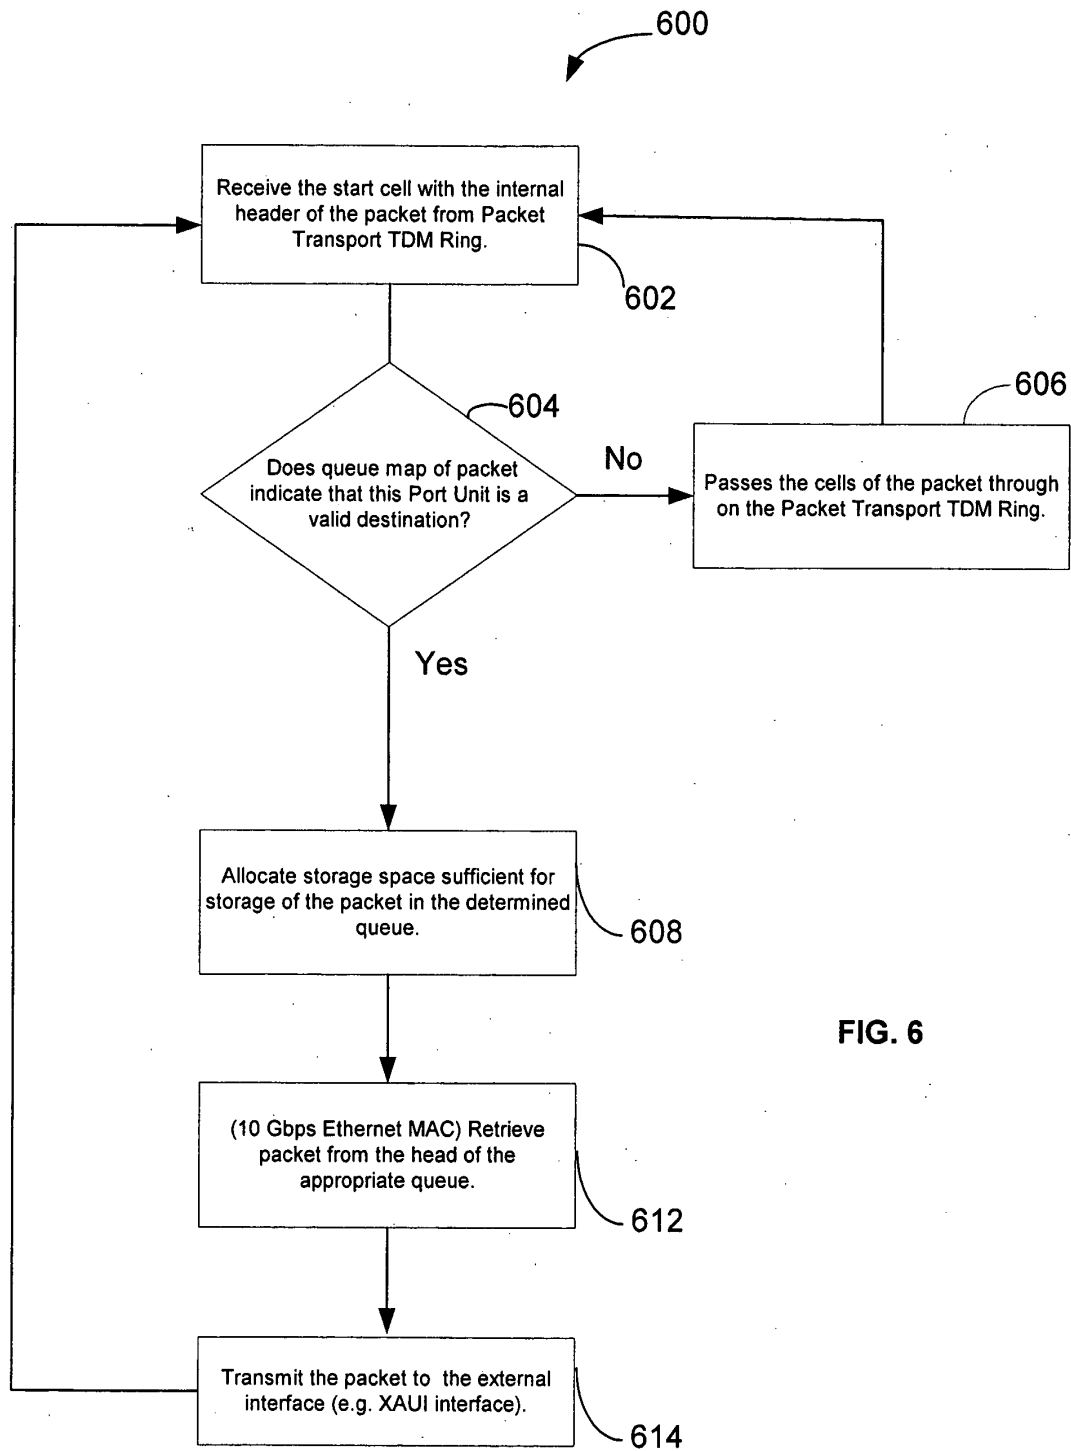 600
Receive the start cell with the internal
header of the packet from Packet
Transport TDM Ring.
602
604
Does queue map of packet
indicate that this Port Unit is a
valid destination?
No
606
Passes the cells of the packet through
on the Packet Transport TDM Ring.
Yes
Allocate storage space sufficient for
storage of the packet in the determined
queue.
608
FIG. 6
(10 Gbps Ethernet MAC) Retrieve
packet from the head of the
appropriate queue.
612
Transmit the packet to the external
interface (e.g. XAUI interface).
614